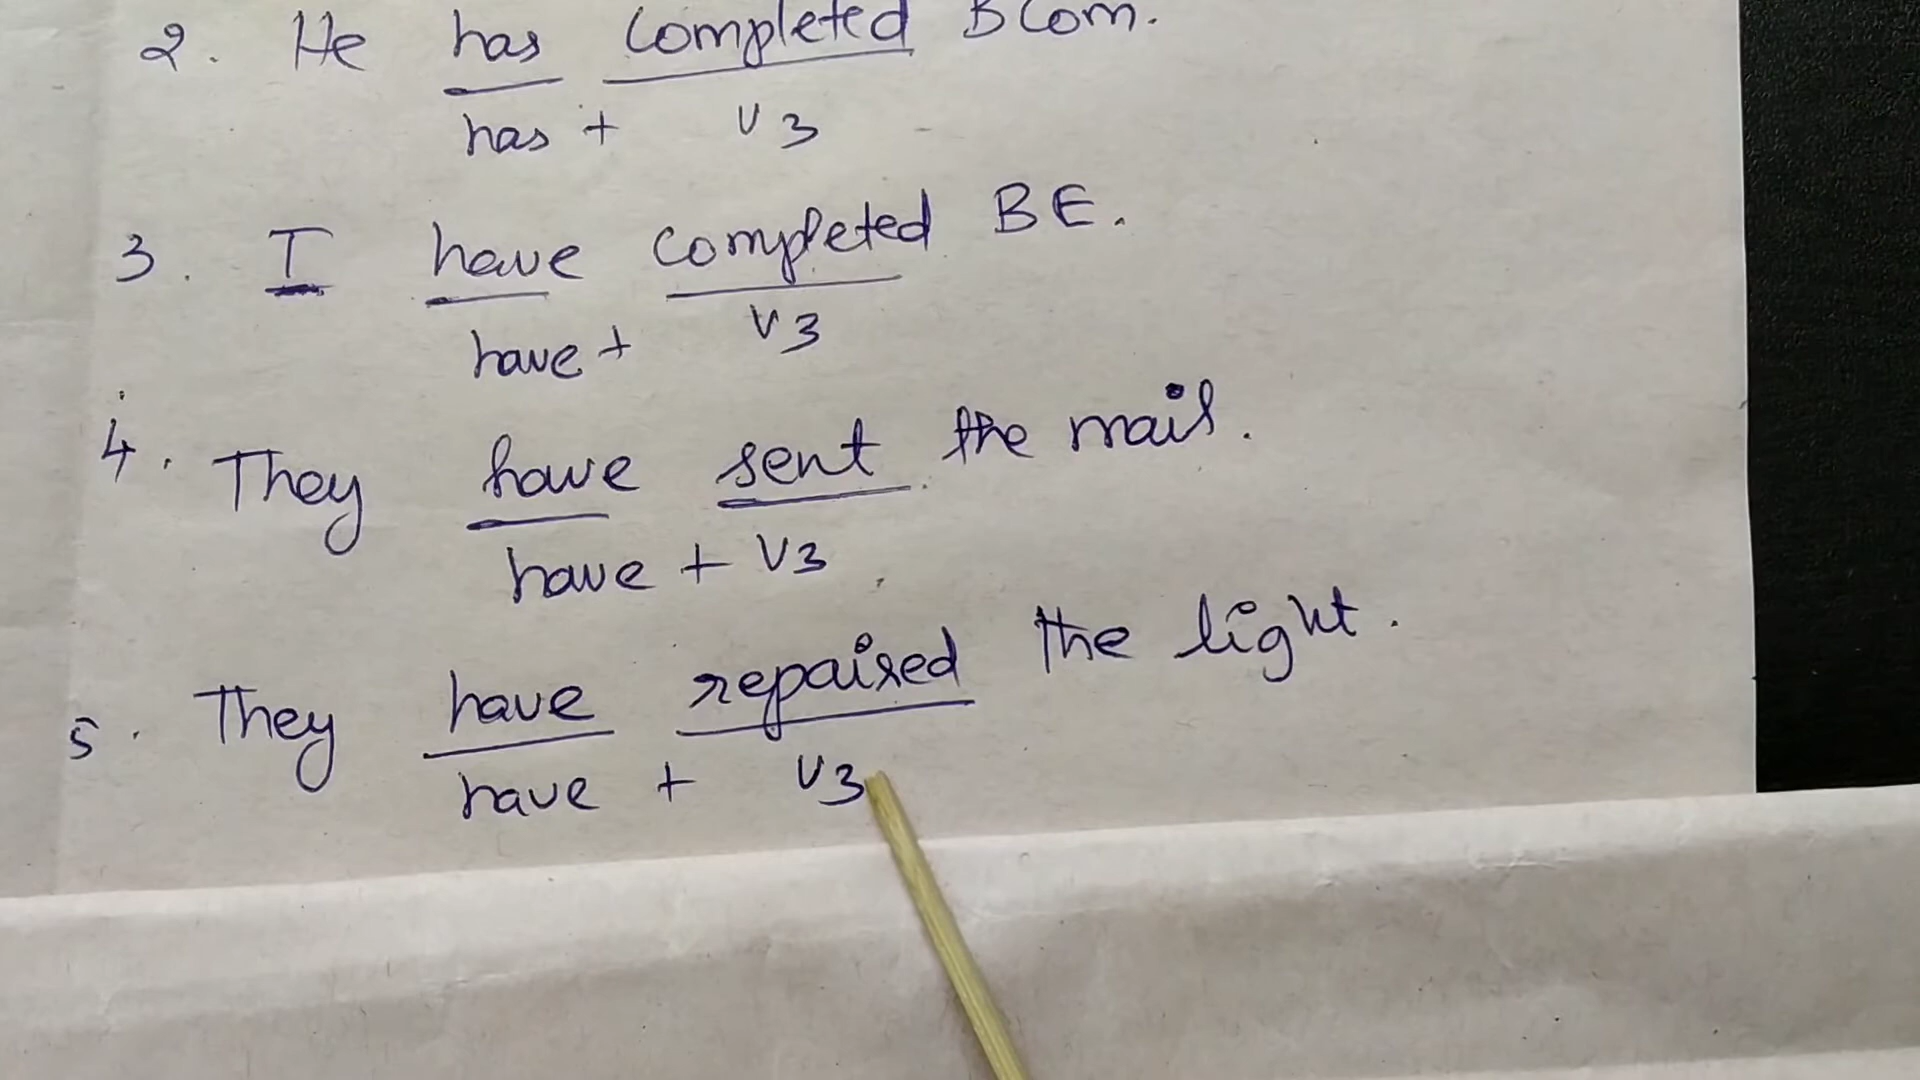 2. He has completed BCom.
has + V3
3. I have completed BE.
have + V3
4. They have sent the mail.
have + V3
5. They have repaired the light.
have + V3